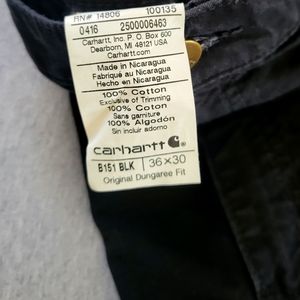 RN# 14806 100135
0416 2500006463
Carhartt, Inc. P.O. Box 600
Dearborn, MI 48121 USA
Carhartt.com
Made in Nicaragua
Fabriqué au Nicaragua
Hecho en Nicaragua
100% Cotton
Exclusive of Trimming
100% Coton
Sans garniture
100% Algodón
Sin incluir adorno
carhartt
B151 BLK 36×30
Original Dungaree Fit